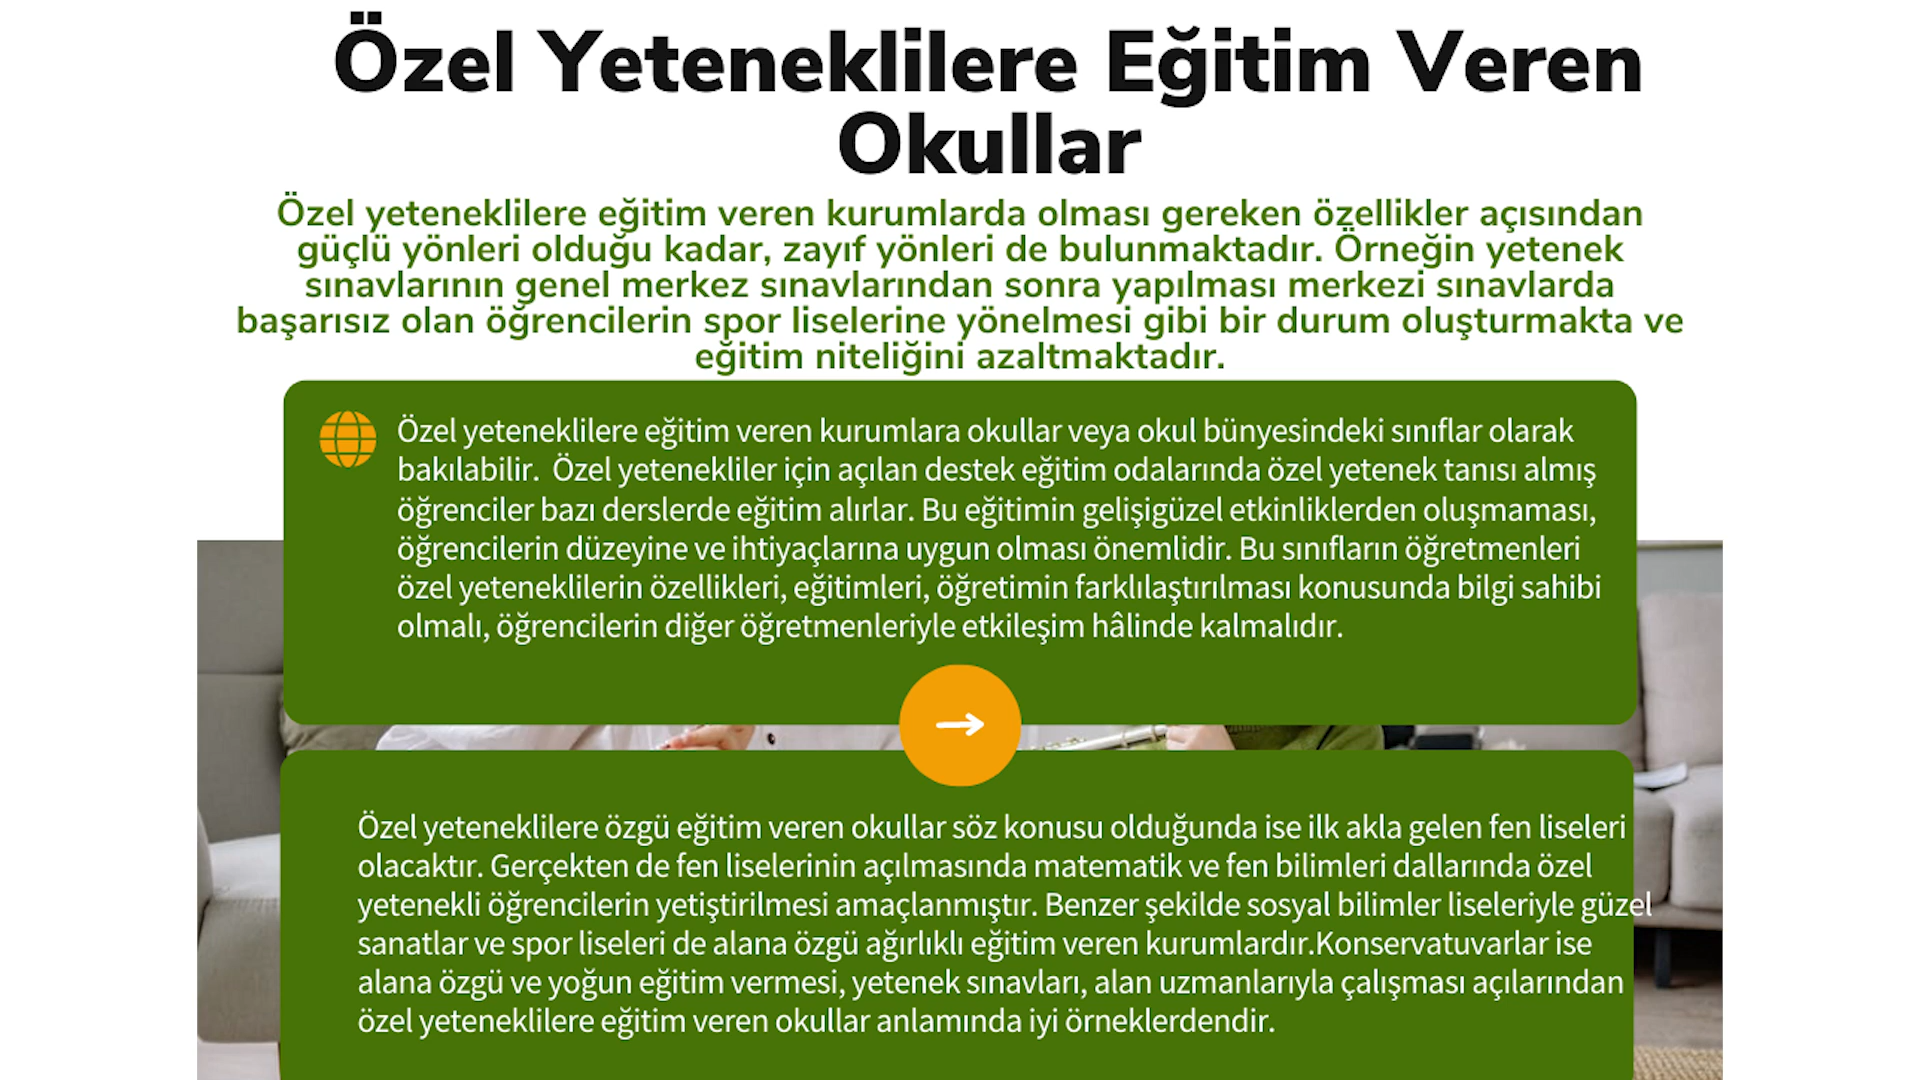 Özel Yeteneklilere Eğitim Veren
Okullar
Özel yeteneklilere eğitim veren kurumlarda olması gereken özellikler açısından
güçlü yönleri olduğu kadar, zayıf yönleri de bulunmaktadır. Örneğin yetenek
sınavlarının genel merkez sınavlarından sonra yapılması merkezi sınavlarda
başarısız olan öğrencilerin spor liselerine yönelmesi gibi bir durum oluşturmakta ve
eğitim niteliğini azaltmaktadır.
Özel yeteneklilere eğitim veren kurumlara okullar veya okul bünyesindeki sınıflar olarak
bakılabilir.  Özel yetenekliler için açılan destek eğitim odalarında özel yetenek tanısı almış
öğrenciler bazı derslerde eğitim alırlar. Bu eğitimin gelişigüzel etkinliklerden oluşmaması,
öğrencilerin düzeyine ve ihtiyaçlarına uygun olması önemlidir. Bu sınıfların öğretmenleri
özel yeteneklilerin özellikleri, eğitimleri, öğretimin farklılaştırılması konusunda bilgi sahibi
olmalı, öğrencilerin diğer öğretmenleriyle etkileşim hâlinde kalmalıdır.
Özel yeteneklilere özgü eğitim veren okullar söz konusu olduğunda ise ilk akla gelen fen liseleri
olacaktır. Gerçekten de fen liselerinin açılmasında matematik ve fen bilimleri dallarında özel
yetenekli öğrencilerin yetiştirilmesi amaçlanmıştır. Benzer şekilde sosyal bilimler liseleriyle güzel
sanatlar ve spor liseleri de alana özgü ağırlıklı eğitim veren kurumlardır.Konservatuvarlar ise
alana özgü ve yoğun eğitim vermesi, yetenek sınavları, alan uzmanlarıyla çalışması açılarından
özel yeteneklilere eğitim veren okullar anlamında iyi örneklerdendir.